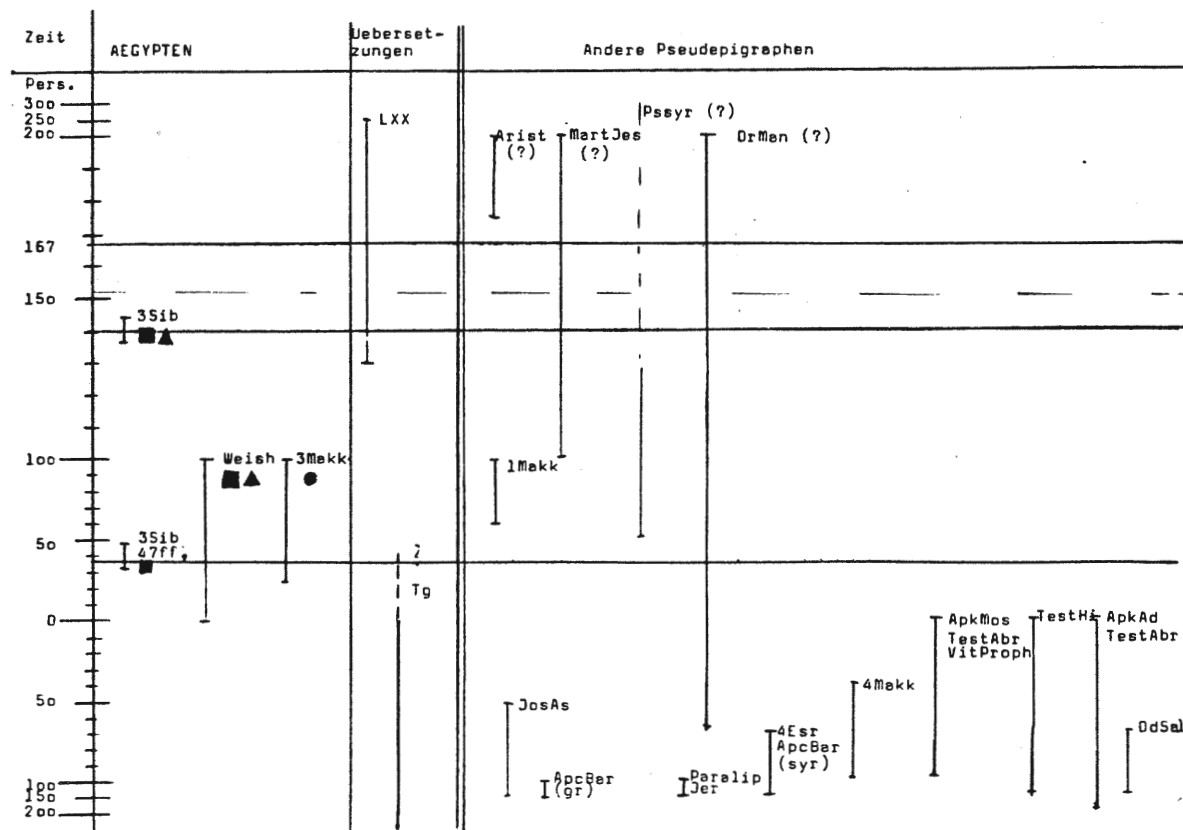 Zeit
AEGYPTEN
Ueberset-
zungen
Andere Pseudepigraphen
Pers.
300
250
200
LXX
Arist
(?)
MartJes
(?)
Pssyr (?)
OrMan (?)
167
150
3Sib
100
Weish
3Makk
1Makk
50
3Sib
47ff.
?
Tg
0
ApkMos
TestAbr
VitProph
TestHi
ApkAd
TestAbr
50
JosAs
4Makk
4Esr
ApcBar
(syr)
OdSal
100
150
200
ApcBar
(gr)
Paralip
Jer